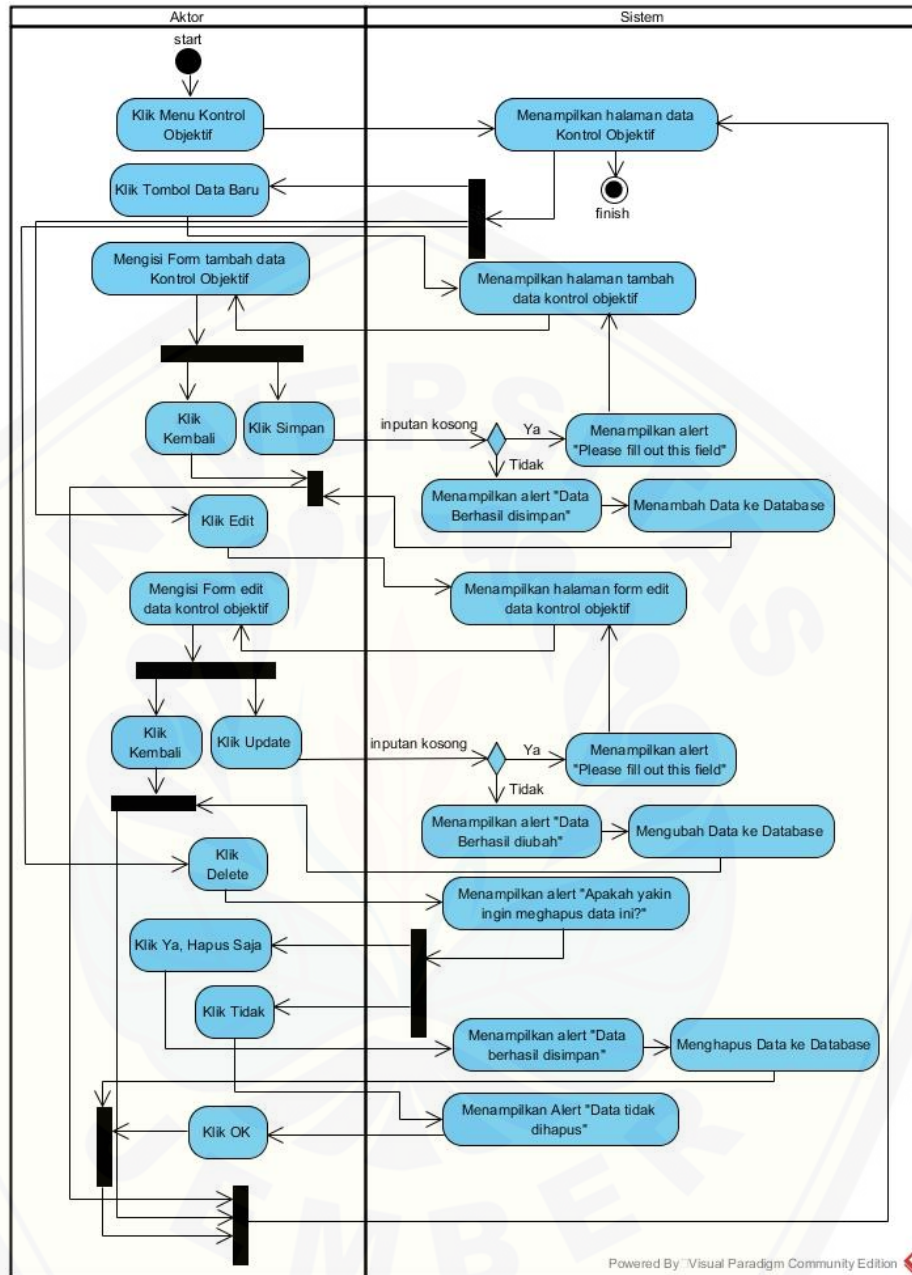 Aktor
Sistem
start
Klik Menu Kontrol
Objektif
Menampilkan halaman data
Kontrol Objektif
Klik Tombol Data Baru
finish
Mengisi Form tambah data
Kontrol Objektif
Menampilkan halaman tambah
data kontrol objektif
Klik
Kembali
Klik Simpan
inputan kosong
Ya
Menampilkan alert
"Please fill out this field"
Tidak
Menampilkan alert "Data
Berhasil disimpan"
Menambah Data ke Database
Klik Edit
Mengisi Form edit
data kontrol objektif
Menampilkan halaman form edit
data kontrol objektif
Klik
Kembali
Klik Update
inputan kosong
Ya
Menampilkan alert
"Please fill out this field"
Tidak
Menampilkan alert "Data
Berhasil diubah"
Mengubah Data ke Database
Klik
Delete
Menampilkan alert "Apakah yakin
ingin meghapus data ini?"
Klik Ya, Hapus Saja
Klik Tidak
Menampilkan alert "Data
berhasil disimpan"
Menghapus Data ke Database
Menampilkan Alert "Data tidak
dihapus"
Klik OK
UNIVERSITAS
JEMBER
Powered By Visual Paradigm Community Edition